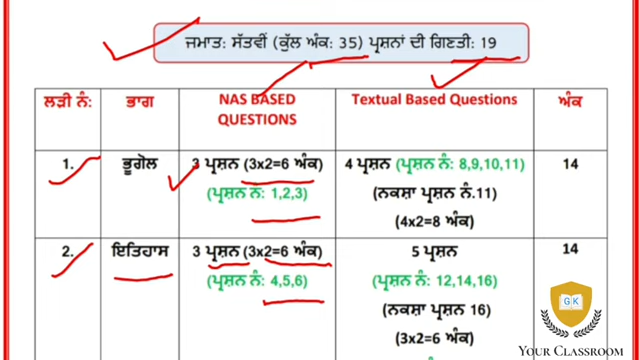 ਜਮਾਤ: ਸੱਤਵੀਂ (ਕੁੱਲ ਅੰਕ: 35) ਪ੍ਰਸ਼ਨਾਂ ਦੀ ਗਿਣਤੀ: 19
ਲੜੀ ਨੰ: ਭਾਗ NAS BASED QUESTIONS Textual Based Questions ਅੰਕ
1. ਭੂਗੋਲ 3 ਪ੍ਰਸ਼ਨ (3x2=6 ਅੰਕ) 4 ਪ੍ਰਸ਼ਨ (ਪ੍ਰਸ਼ਨ ਨੰ: 8,9,10,11) 14
(ਪ੍ਰਸ਼ਨ ਨੰ: 1,2,3) (ਨਕਸ਼ਾ ਪ੍ਰਸ਼ਨ ਨੰ.11)
(4x2=8 ਅੰਕ)
2. ਇਤਿਹਾਸ 3 ਪ੍ਰਸ਼ਨ (3x2=6 ਅੰਕ) 5 ਪ੍ਰਸ਼ਨ 14
(ਪ੍ਰਸ਼ਨ ਨੰ: 4,5,6) (ਪ੍ਰਸ਼ਨ ਨੰ: 12,14,16)
(ਨਕਸ਼ਾ ਪ੍ਰਸ਼ਨ 16)
(3x2=6 ਅੰਕ)
GK
YOUR CLASSROOM